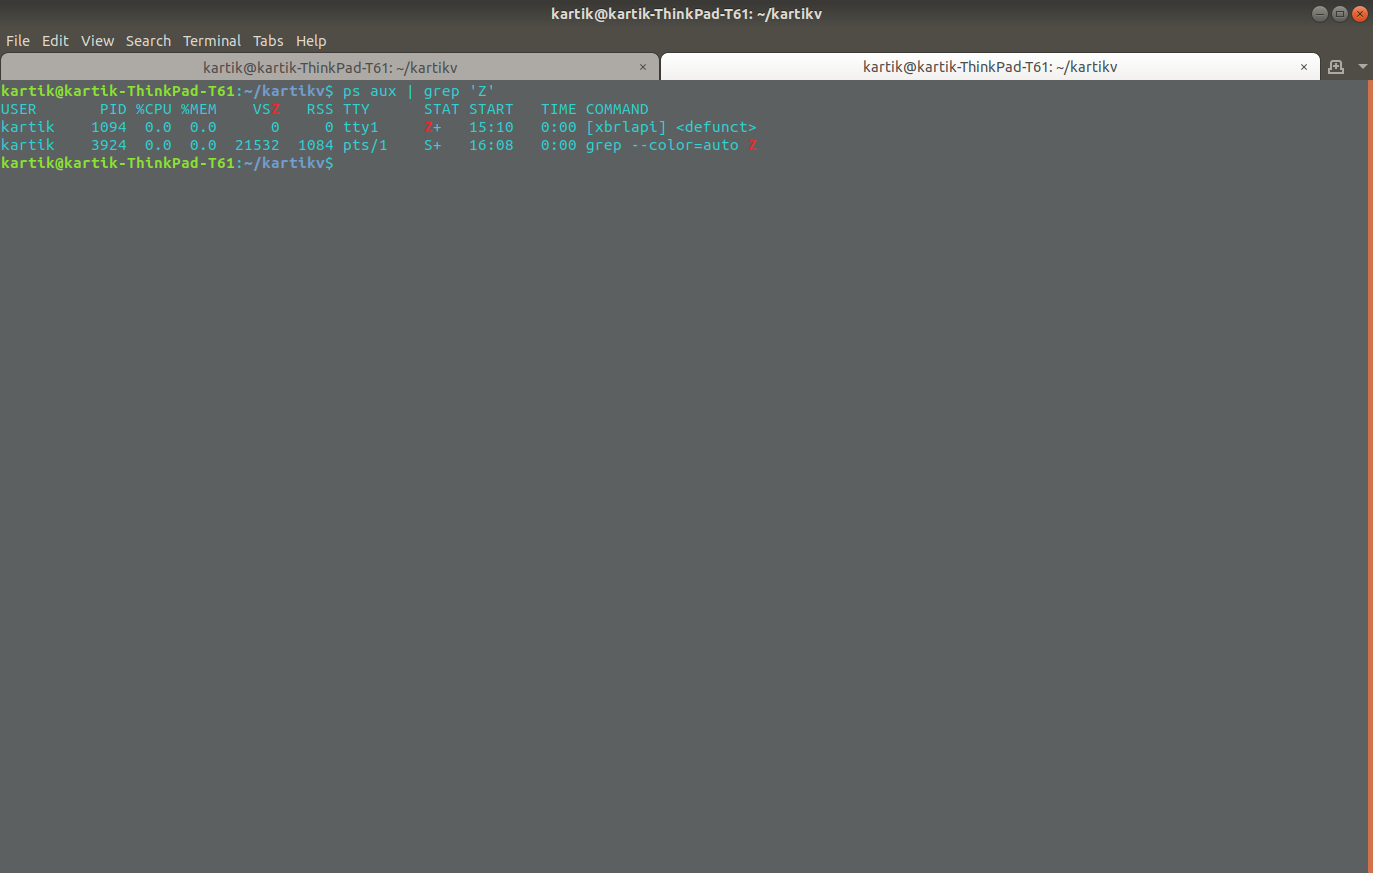 kartik@kartik-ThinkPad-T61: ~/kartikv
File Edit View Search Terminal Tabs Help
kartik@kartik-ThinkPad-T61: ~/kartikv × kartik@kartik-ThinkPad-T61: ~/kartikv ×
kartik@kartik-ThinkPad-T61:~/kartikv$ ps aux | grep 'Z'
USER       PID %CPU %MEM    VSZ   RSS TTY      STAT START   TIME COMMAND
kartik    1094  0.0  0.0      0     0 tty1     Z+   15:10   0:00 [xbrlapi] <defunct>
kartik    3924  0.0  0.0  21532  1084 pts/1    S+   16:08   0:00 grep --color=auto Z
kartik@kartik-ThinkPad-T61:~/kartikv$